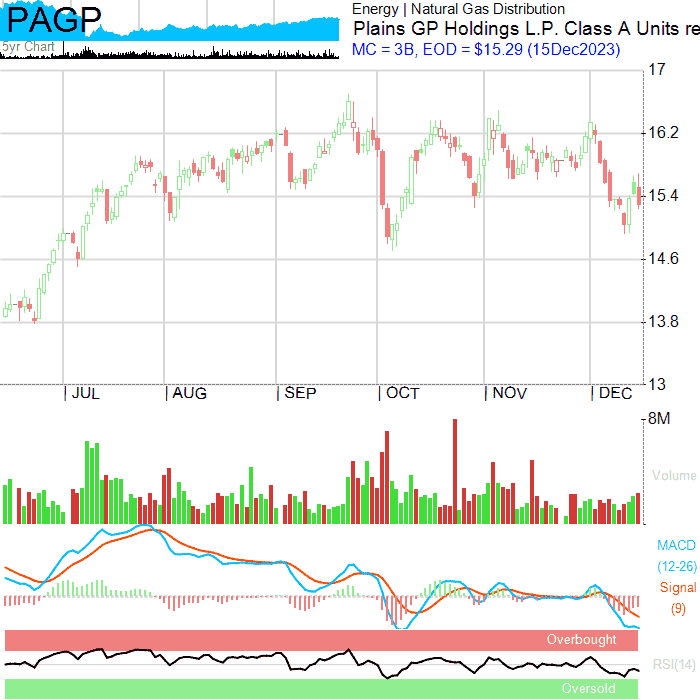 PAGP
5yr Chart
Energy | Natural Gas Distribution
Plains GP Holdings L.P. Class A Units re
MC = 3B, EOD = $15.29 (15Dec2023)
17
16.2
15.4
14.6
13.8
13
| JUL | AUG | SEP | OCT | NOV | DEC
8M
Volume
MACD
(12-26)
Signal
(9)
Overbought
RSI(14)
Oversold